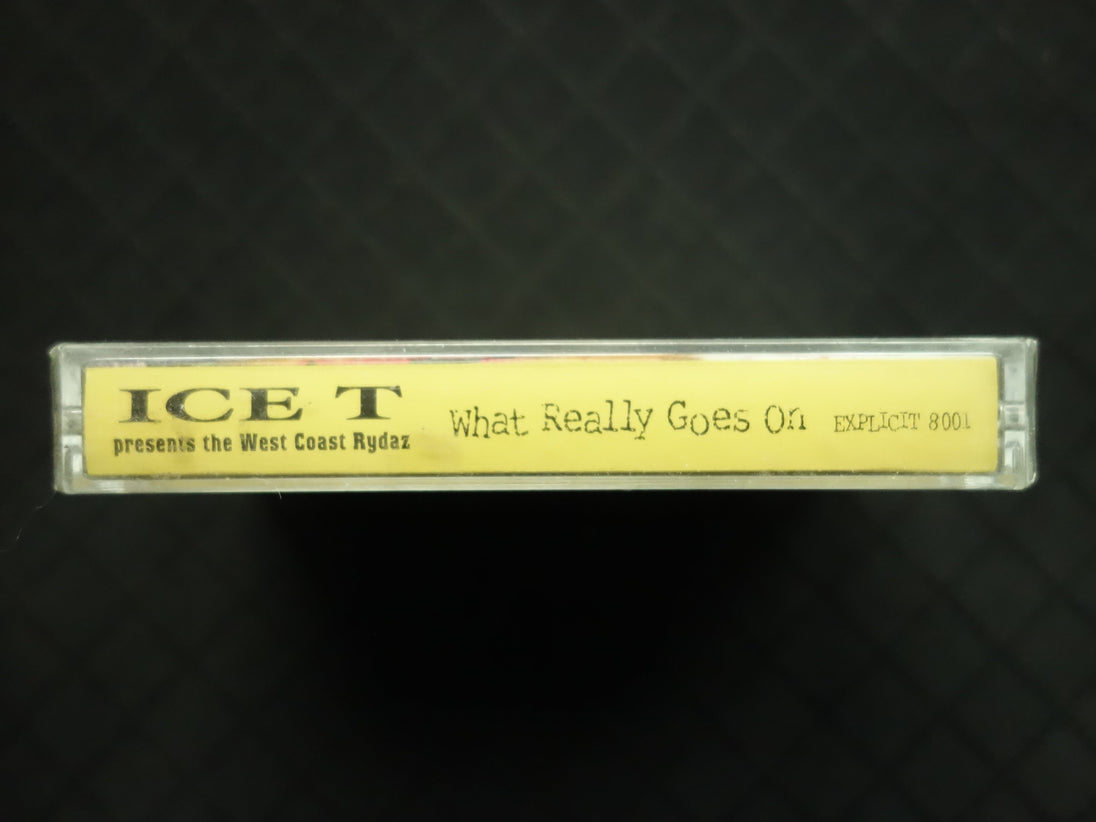 ICE T
presents the West Coast Rydaz
What Really Goes On
EXPLICIT 8001